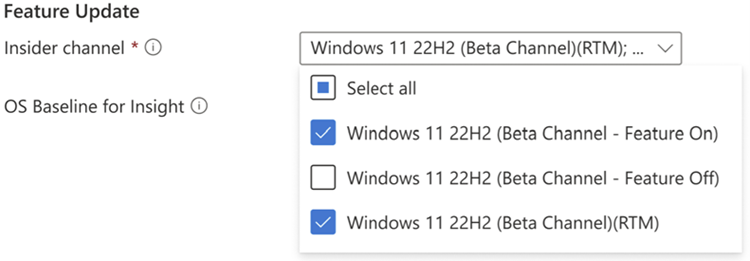 Feature Update
Insider channel * Windows 11 22H2 (Beta Channel)(RTM); ...
Select all
OS Baseline for Insight
Windows 11 22H2 (Beta Channel - Feature On)
Windows 11 22H2 (Beta Channel - Feature Off)
Windows 11 22H2 (Beta Channel)(RTM)